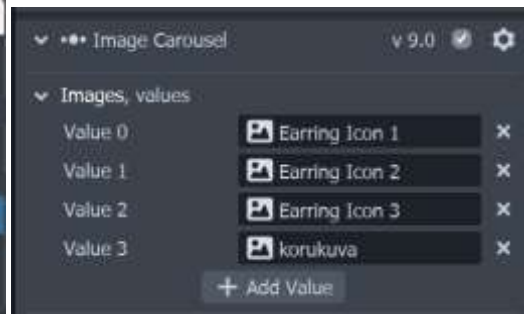 Image Carousel v 9.0
Images, values
Value 0 Earring Icon 1
Value 1 Earring Icon 2
Value 2 Earring Icon 3
Value 3 korukuva
+ Add Value